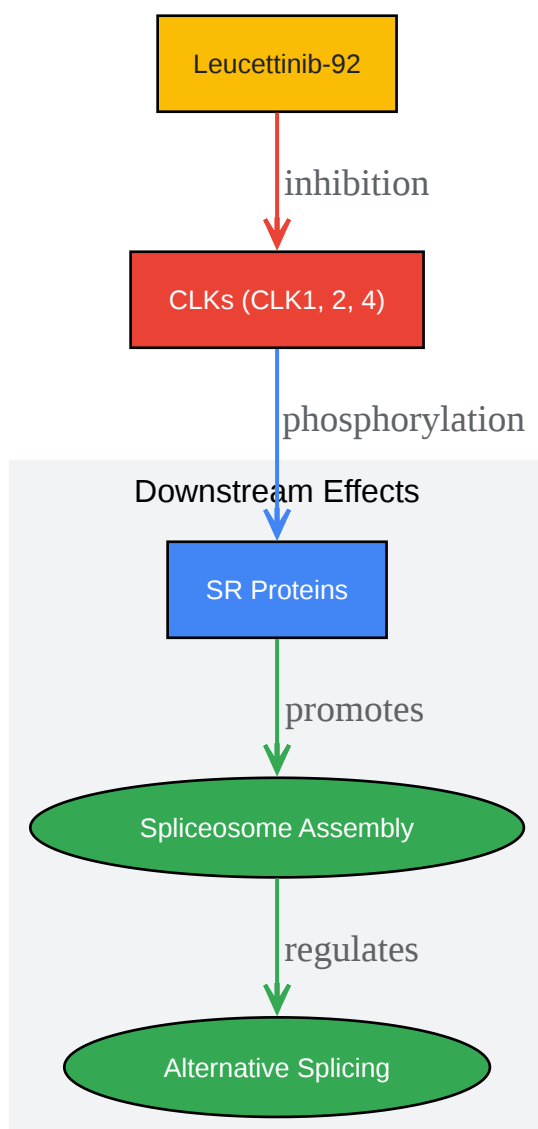 Leucettinib-92
inhibition
CLKs (CLK1, 2, 4)
phosphorylation
Downstream Effects
SR Proteins
promotes
Spliceosome Assembly
regulates
Alternative Splicing